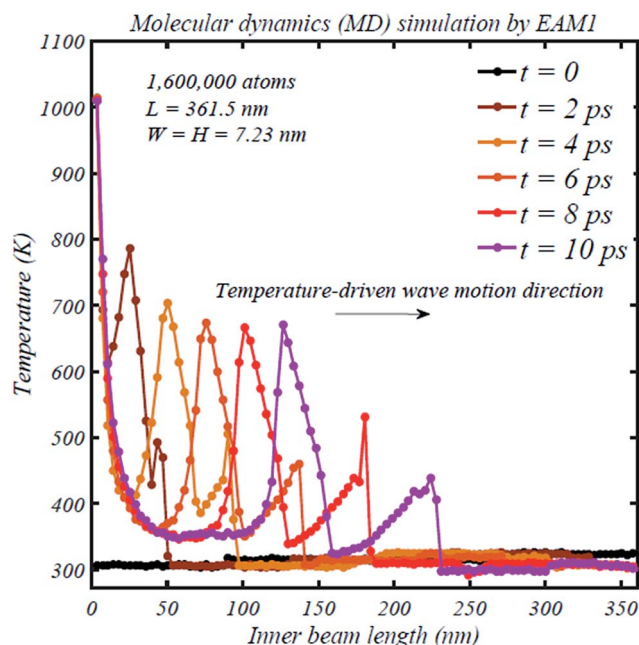 Molecular dynamics (MD) simulation by EAM1
1100
1000
900
800
700
600
500
400
300
Temperature (K)
1,600,000 atoms
L = 361.5 nm
W = H = 7.23 nm
t = 0
t = 2 ps
t = 4 ps
t = 6 ps
t = 8 ps
t = 10 ps
Temperature-driven wave motion direction
0 50 100 150 200 250 300 350
Inner beam length (nm)